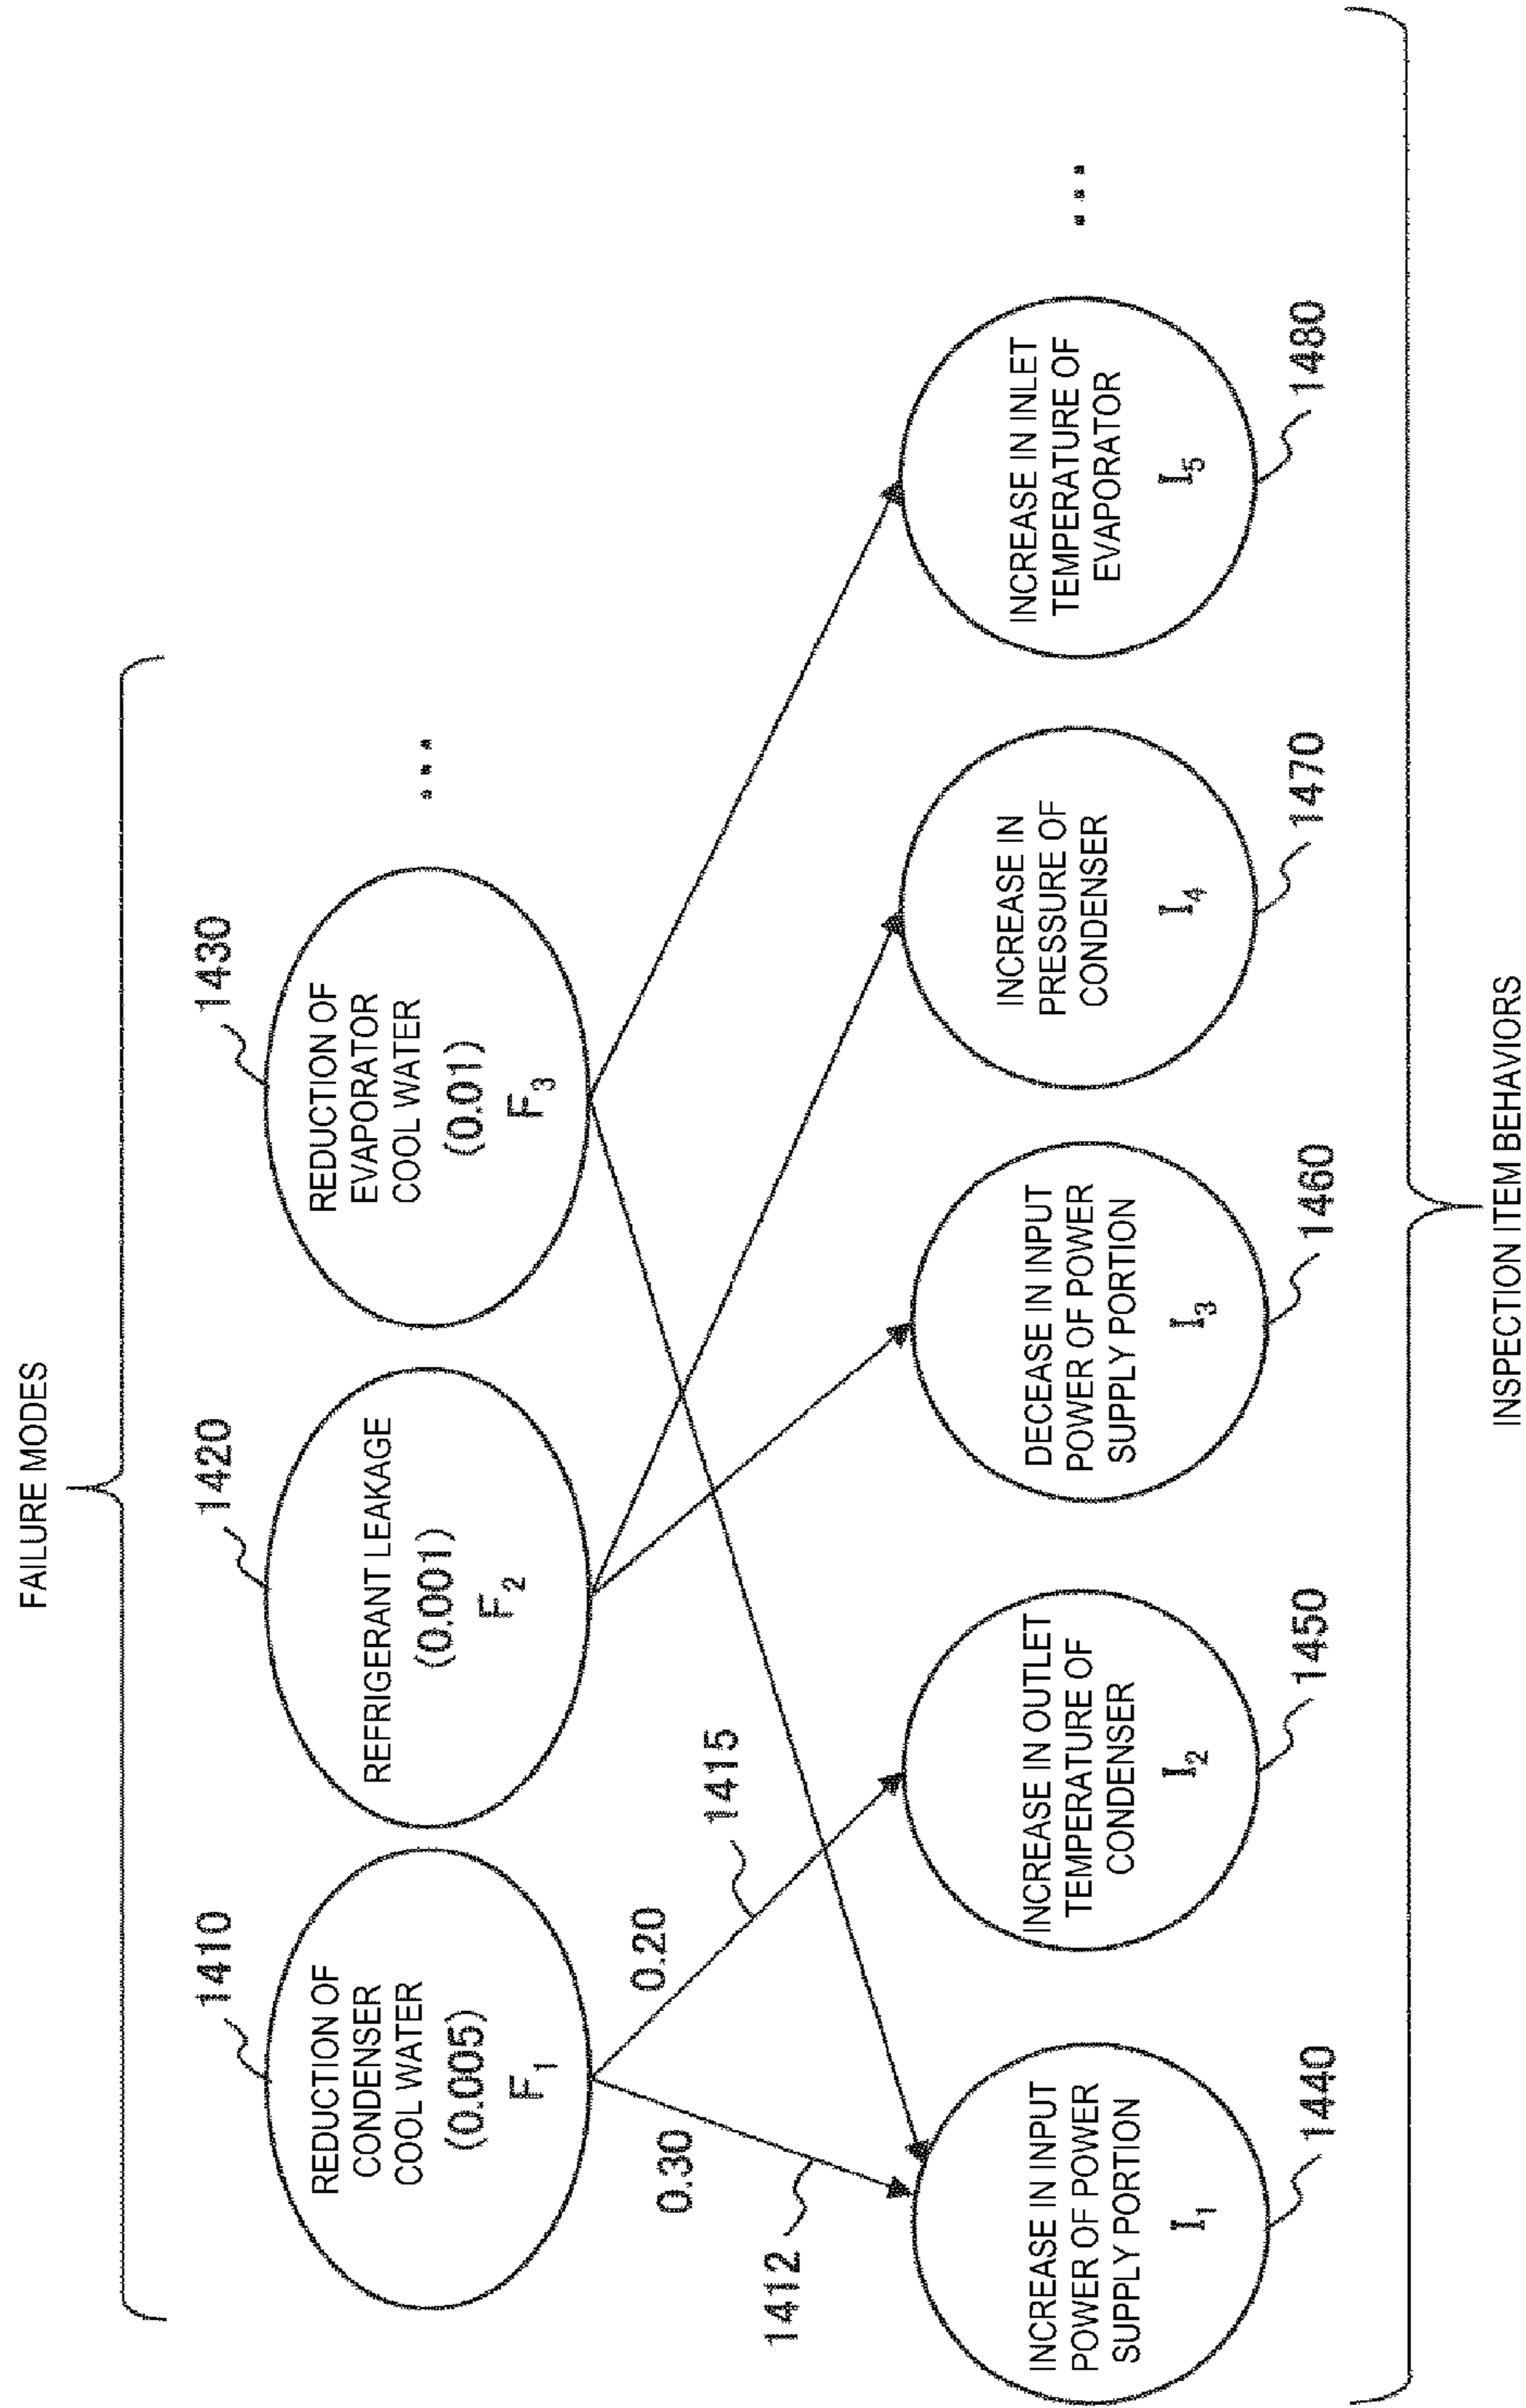 FAILURE MODES
1410
REDUCTION OF
CONDENSER
COOL WATER
(0.005)
F1
1420
REFRIGERANT LEAKAGE
(0.001)
F2
1430
REDUCTION OF
EVAPORATOR
COOL WATER
(0.01)
F3
...
0.30
1412
0.20
1415
INCREASE IN INPUT
POWER OF POWER
SUPPLY PORTION
I1
1440
INCREASE IN OUTLET
TEMPERATURE OF
CONDENSER
I2
1450
DECEASE IN INPUT
POWER OF POWER
SUPPLY PORTION
I3
1460
INCREASE IN
PRESSURE OF
CONDENSER
I4
1470
INCREASE IN INLET
TEMPERATURE OF
EVAPORATOR
I5
1480
...
INSPECTION ITEM BEHAVIORS